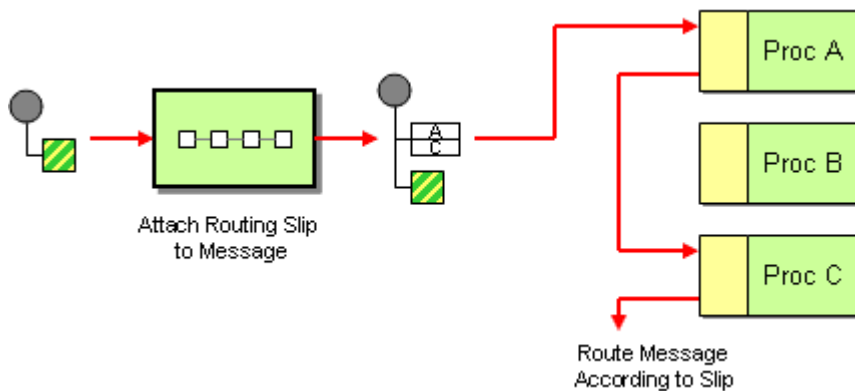 Attach Routing Slip
to Message
A
C
Proc A
Proc B
Proc C
Route Message
According to Slip